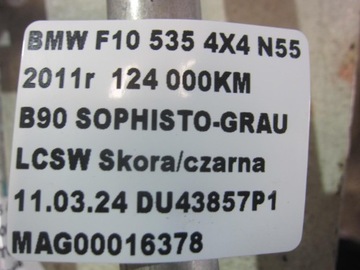 BMW F10 535 4X4 N55
2011r 124 000KM
B90 SOPHISTO-GRAU
LCSW Skora/czarna
11.03.24 DU43857P1
MAG00016378